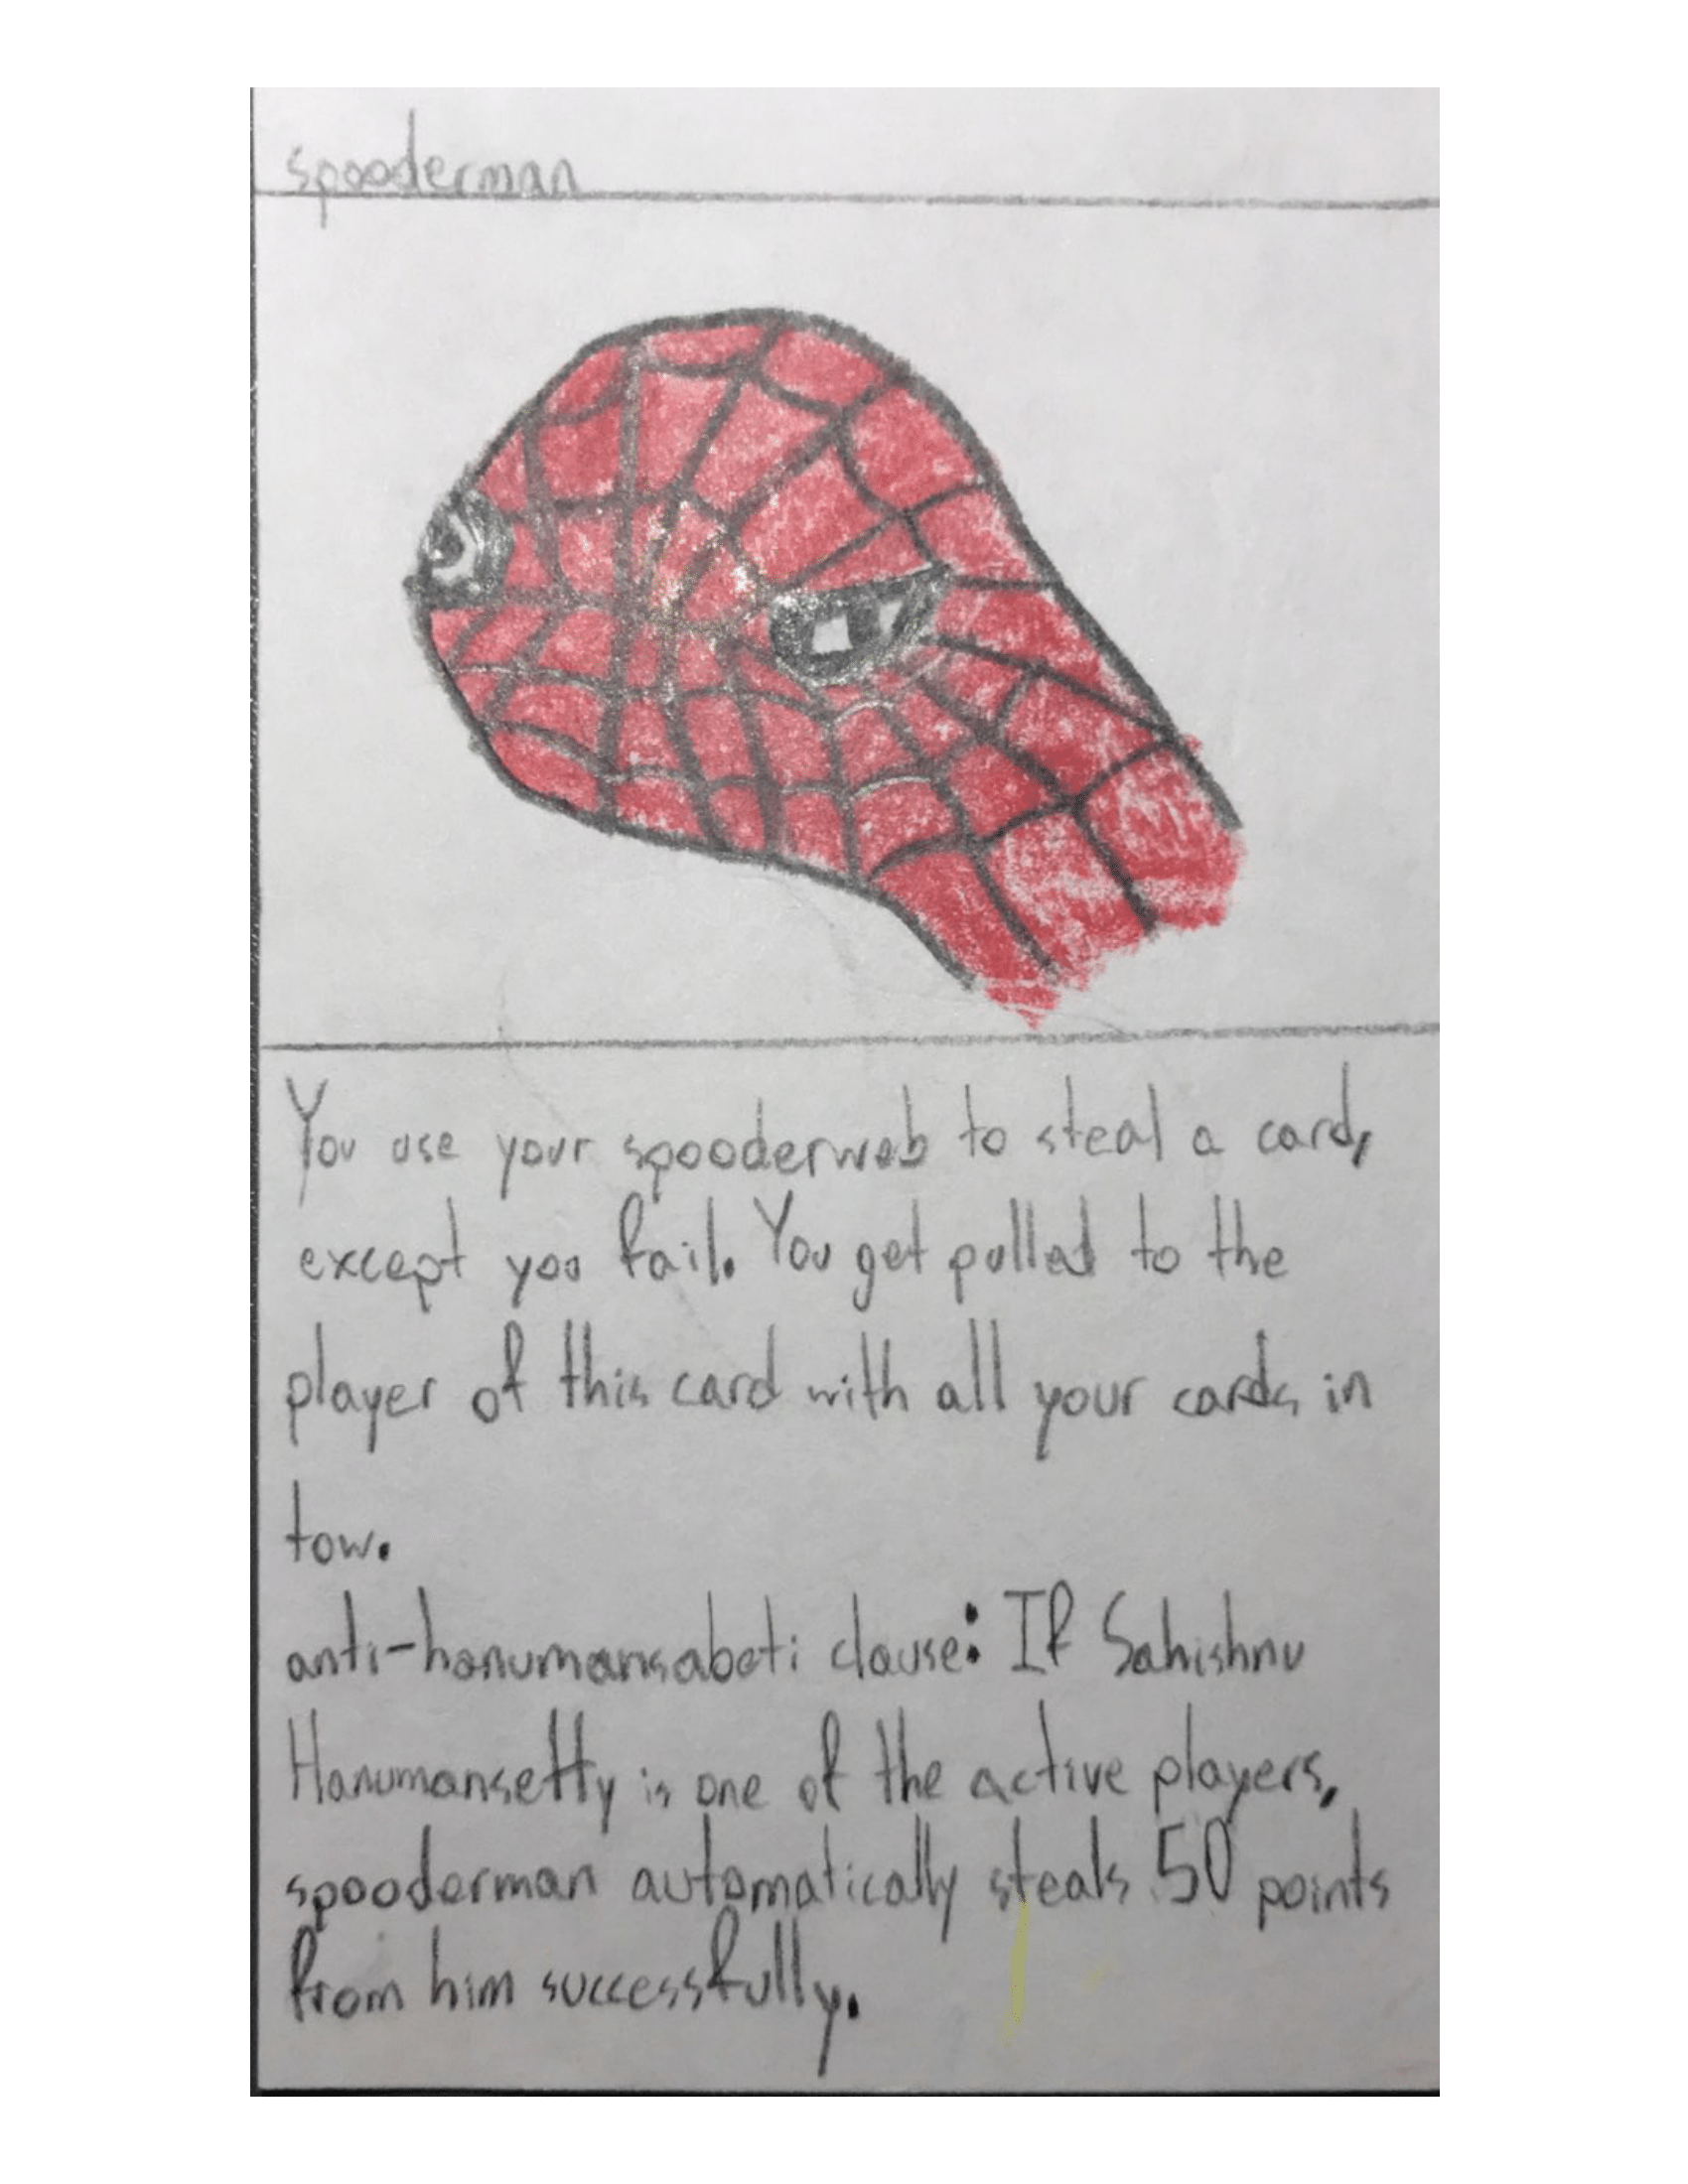 spooderman
You use your spooderweb to steal a card,
except you fail. You get pulled to the
player of this card with all your cards in
tow.
anti-hanumansabeti clause: If Sahishnu
Hanumansetty is one of the active players,
spooderman automatically steals 50 points
from him successfully.